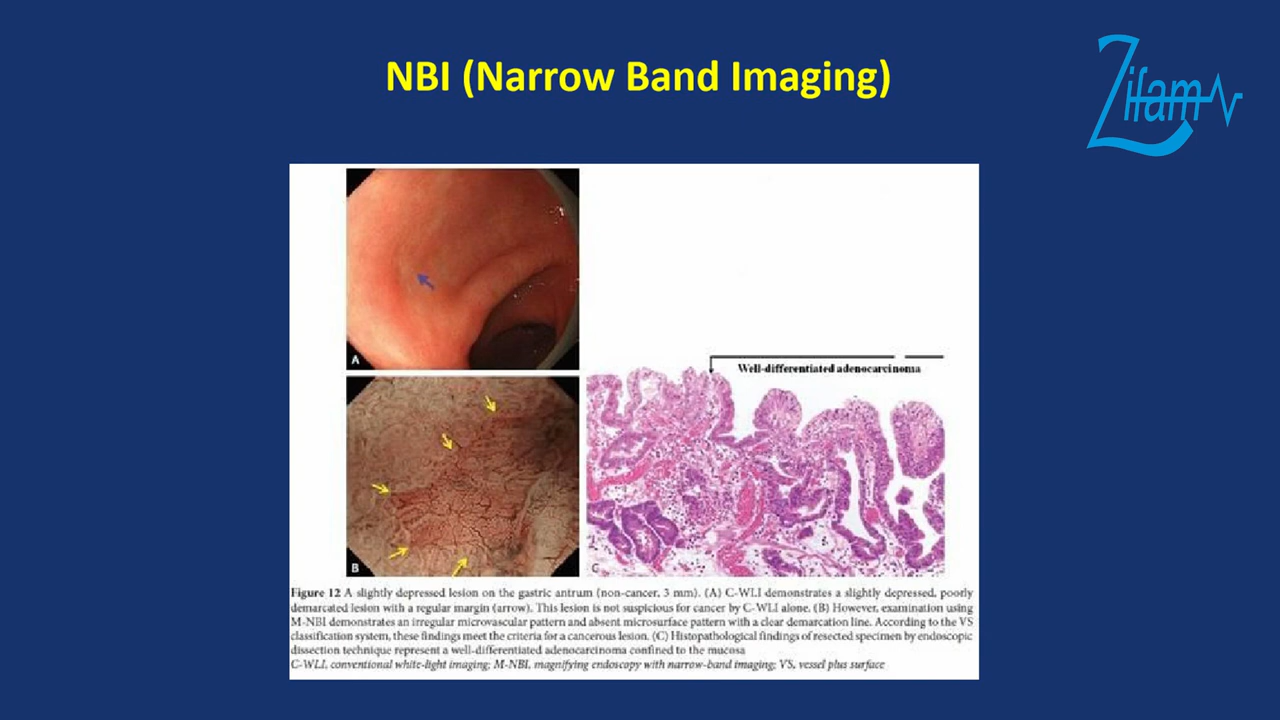 NBI (Narrow Band Imaging)
Zifam
A
Well-differentiated adenocarcinoma
B
C
Figure 12 A slightly depressed lesion on the gastric antrum (non-cancer, 3 mm). (A) C-WLI demonstrates a slightly depressed, poorly
demarcated lesion with a regular margin (arrow). This lesion is not suspicious for cancer by C-WLI alone. (B) However, examination using
M-NBI demonstrates an irregular microvascular pattern and absent microsurface pattern with a clear demarcation line. According to the VS
classification system, these findings meet the criteria for a cancerous lesion. (C) Histopathological findings of resected specimen by endoscopic
dissection technique represent a well-differentiated adenocarcinoma confined to the mucosa
C-WLI, conventional white-light imaging; M-NBI, magnifying endoscopy with narrow-band imaging; VS, vessel plus surface